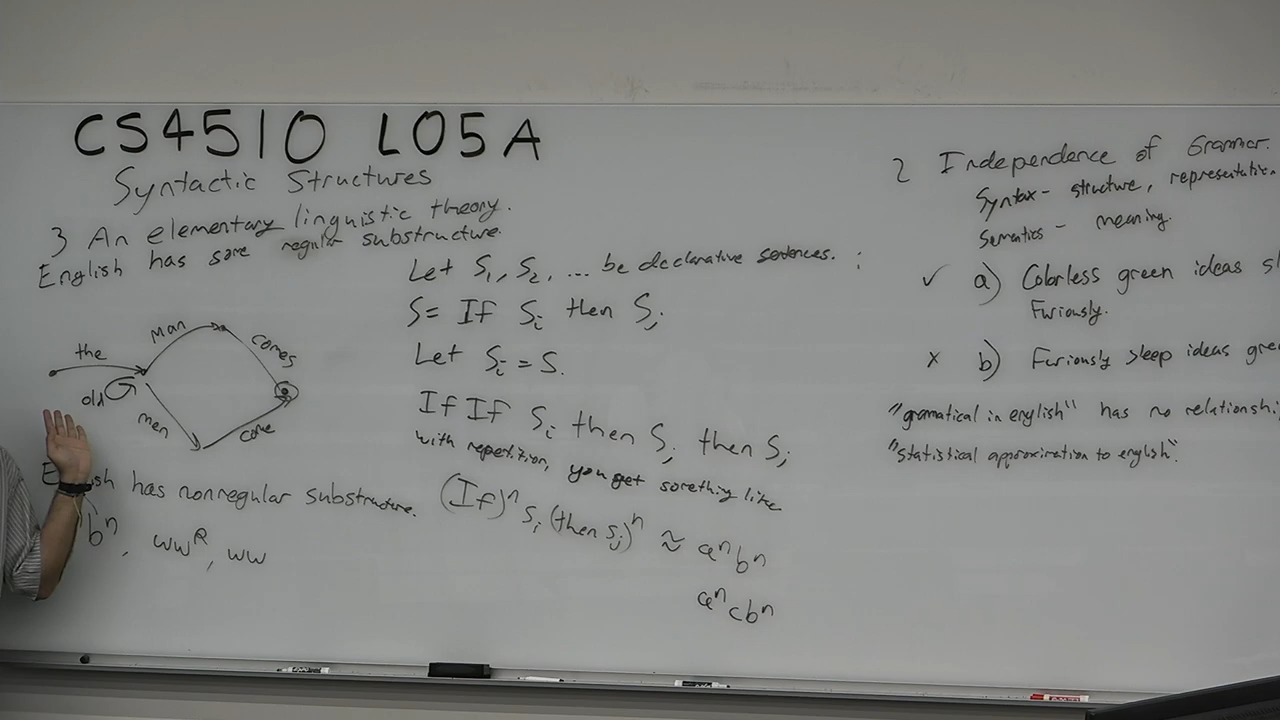 CS4510 L05A
Syntactic Structures
3 An elementary linguistic theory.
English has some regular substructure.
the
old
man
men
comes
come
has nonregular substructure.
bⁿ, wwᴿ, ww
Let S₁, S₂, ... be declarative sentences. :
S = If Sᵢ then Sⱼ
Let Sᵢ = S.
If If Sᵢ then Sⱼ then Sⱼ
with repetition, you get something like
(If)ⁿ Sᵢ (then Sⱼ)ⁿ ≈ aⁿbⁿ
aⁿcbⁿ
2 Independence of Grammar.
Syntax - structure, representation
Semantics - meaning.
✓ a) Colorless green ideas sl
Furiously.
x b) Furiously sleep ideas gre
"gramatical in english" has no relationshi
"statistical approximation to english".